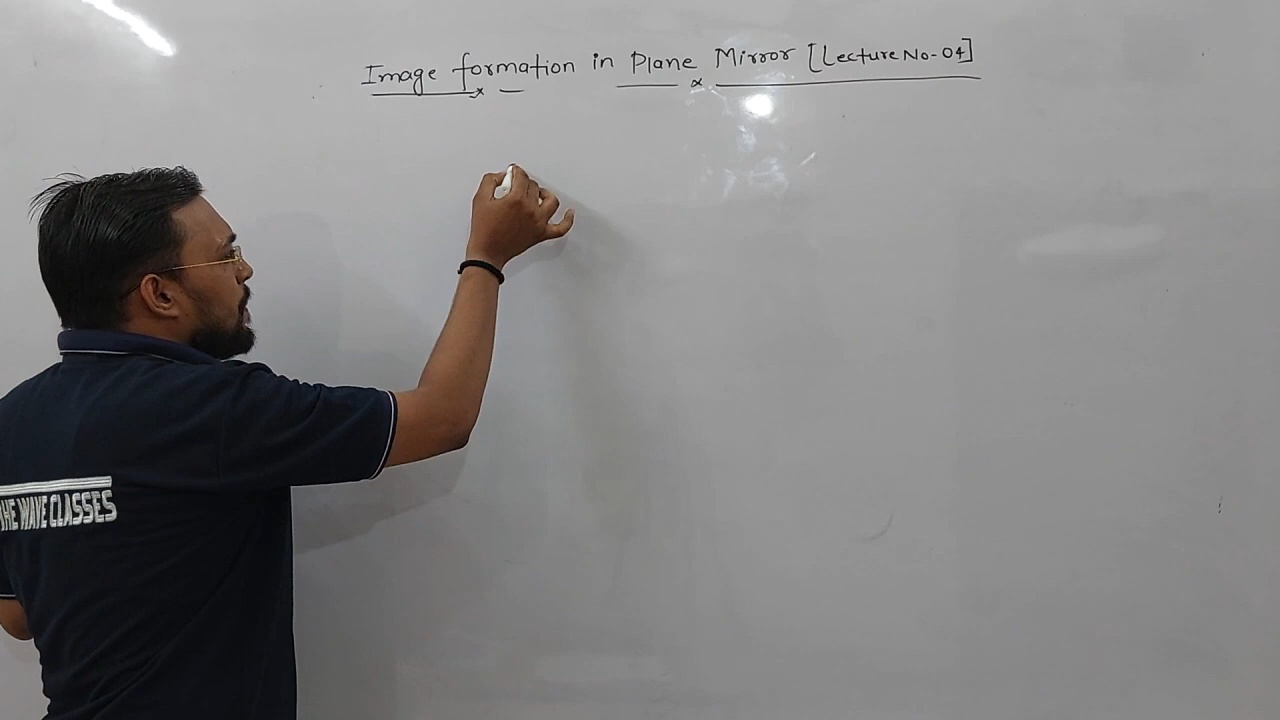 Image formation in Plane Mirror [Lecture No-04]
THE WAVE CLASSES